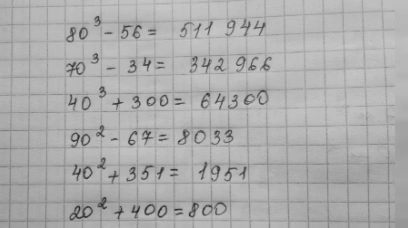 80³ - 56 = 511 944
70³ - 34 = 342 966
40³ + 300 = 64300
90² - 67 = 8033
40² + 351 = 1951
20² + 400 = 800